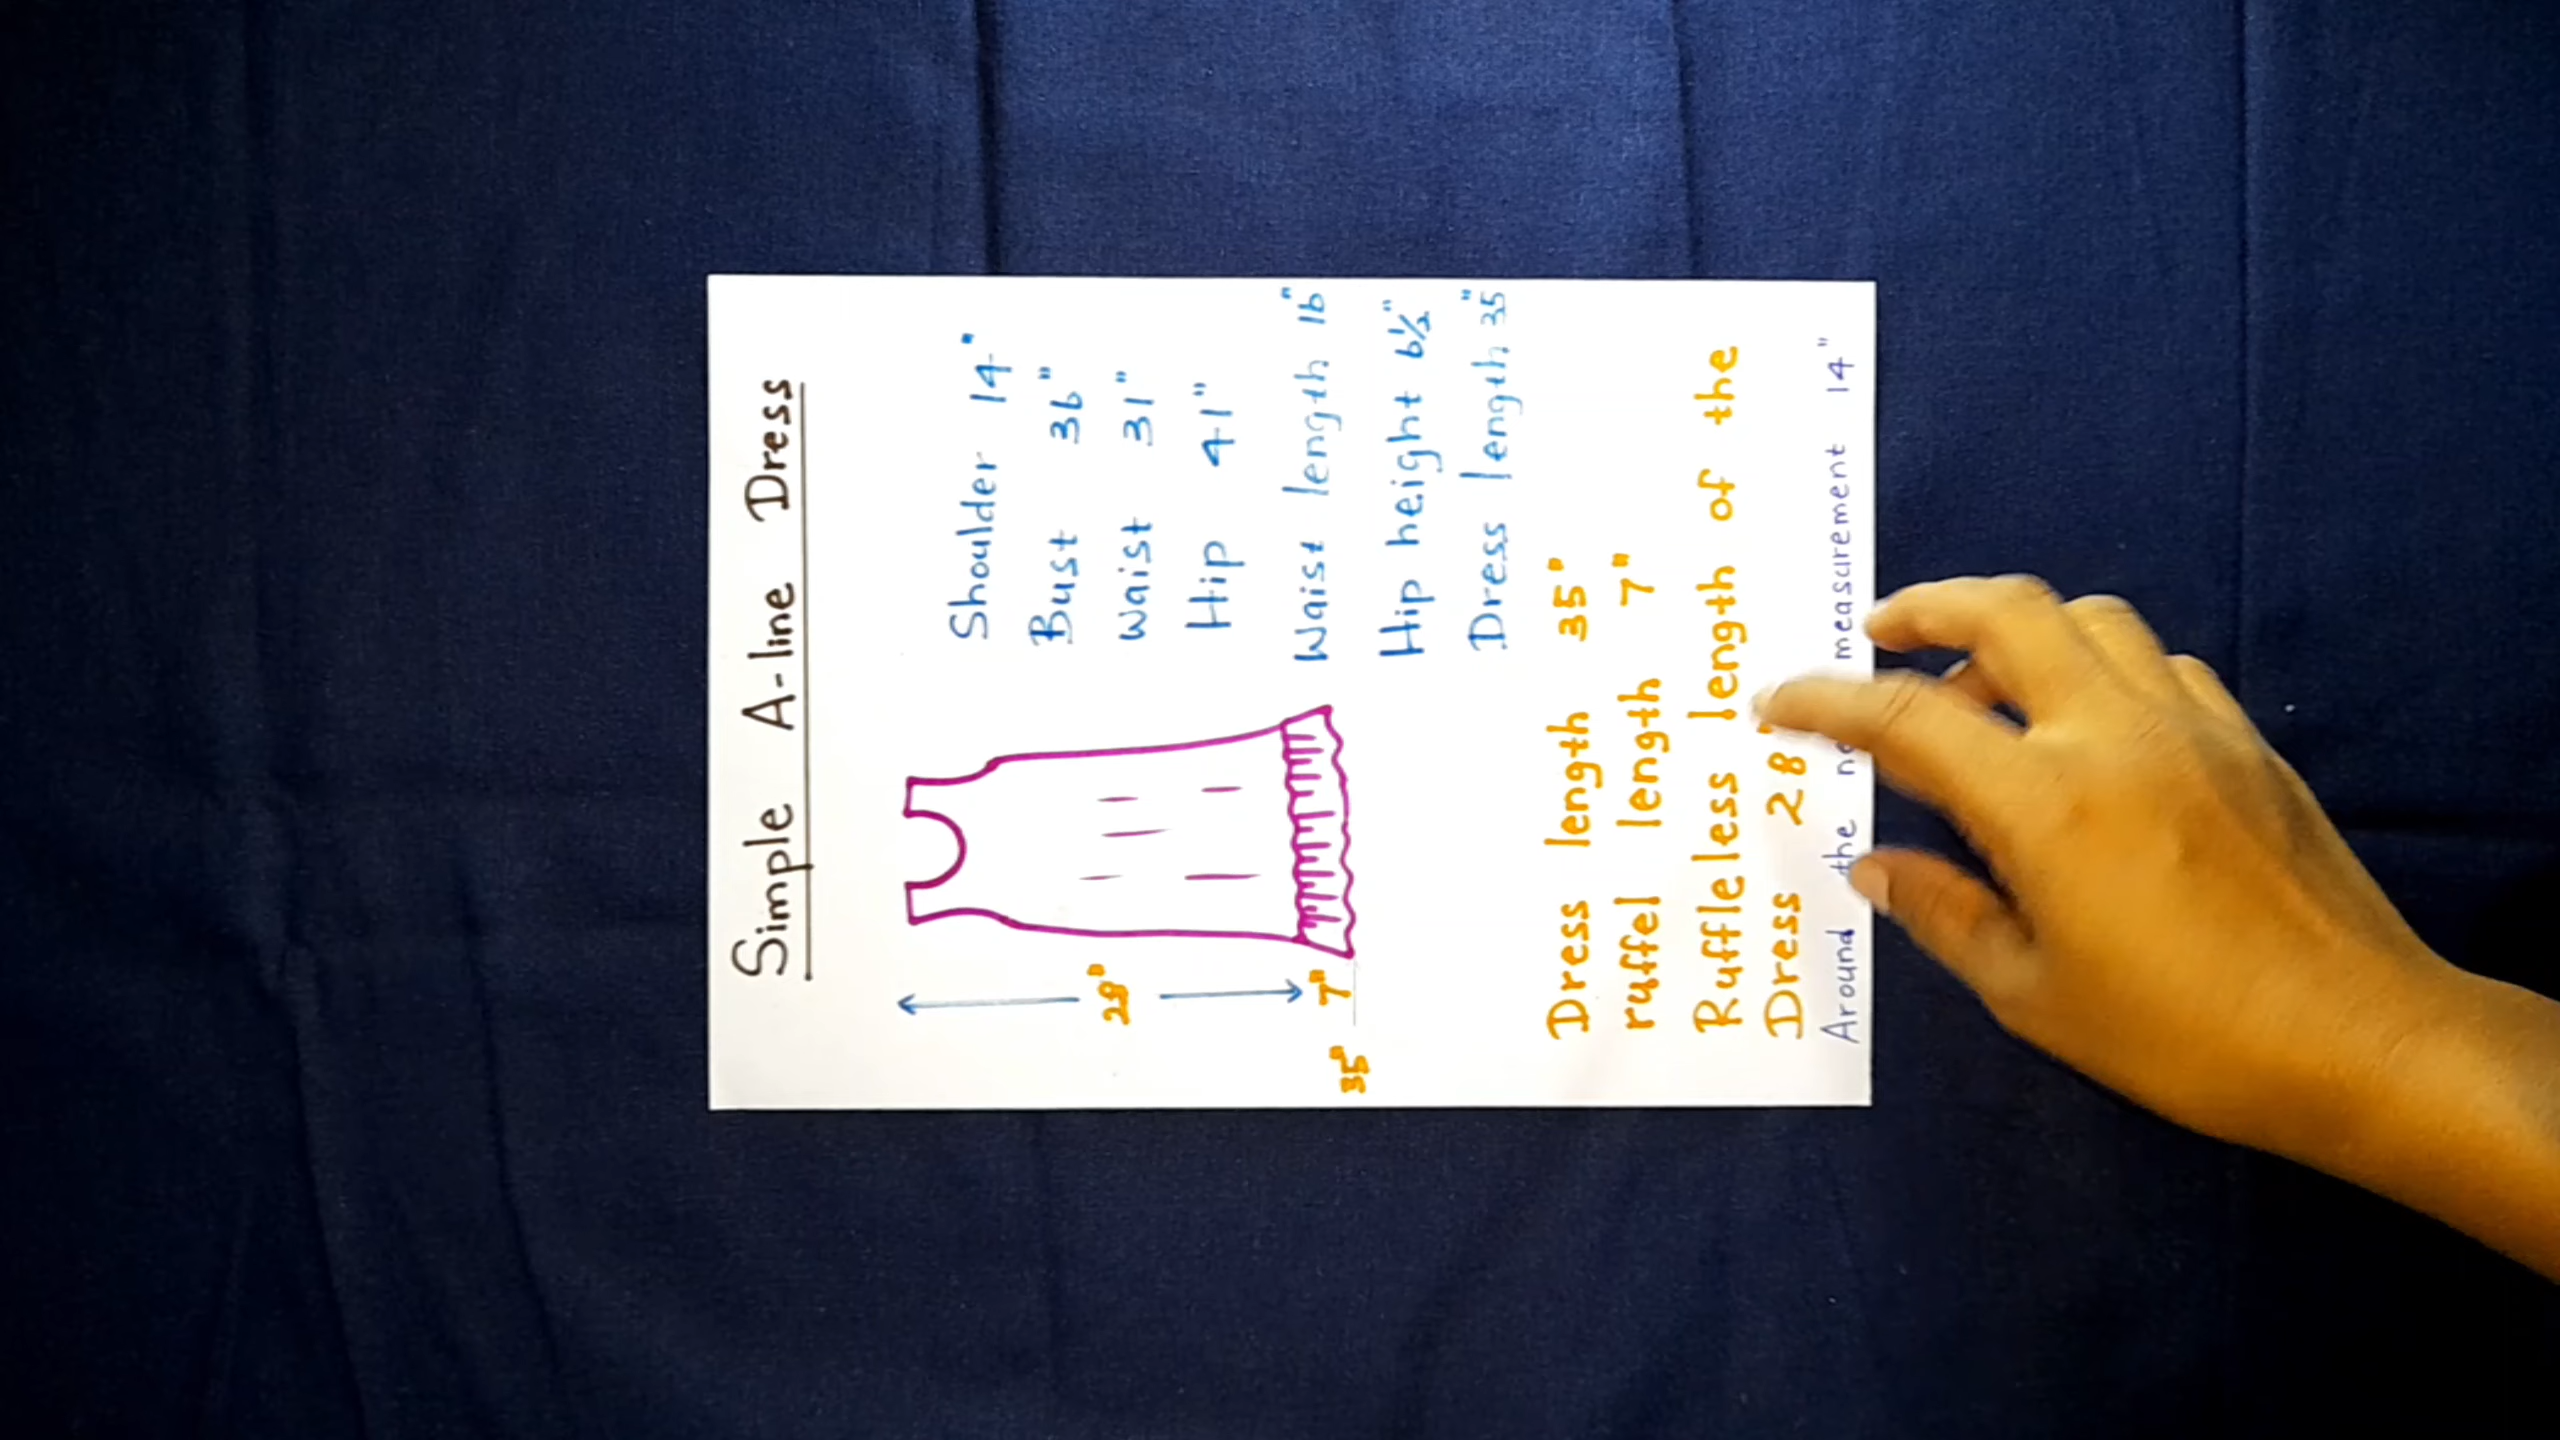 Simple A-line Dress
Shoulder 14"
Bust 36"
Waist 31"
Hip 41"
Waist length 16"
Hip height 6½"
Dress length 35"
28"
7"
35"
Dress length 35"
ruffel length 7"
Ruffleless length of the
Dress 28"
Around the measurement 14"